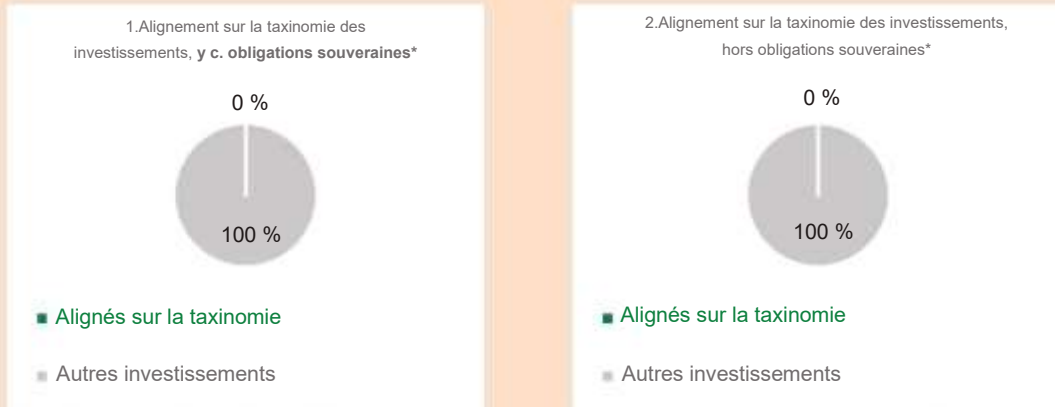 1.Alignement sur la taxinomie des
investissements, y c. obligations souveraines*
0 %
100 %
Alignés sur la taxinomie
Autres investissements
2.Alignement sur la taxinomie des investissements,
hors obligations souveraines*
0 %
100 %
Alignés sur la taxinomie
Autres investissements